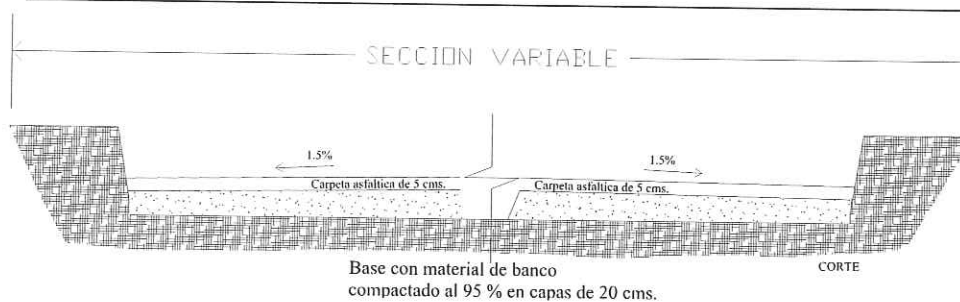 SECCION VARIABLE
1.5%
1.5%
Carpeta asfaltica de 5 cms.
Carpeta asfaltica de 5 cms.
Base con material de banco
compactado al 95 % en capas de 20 cms.
CORTE